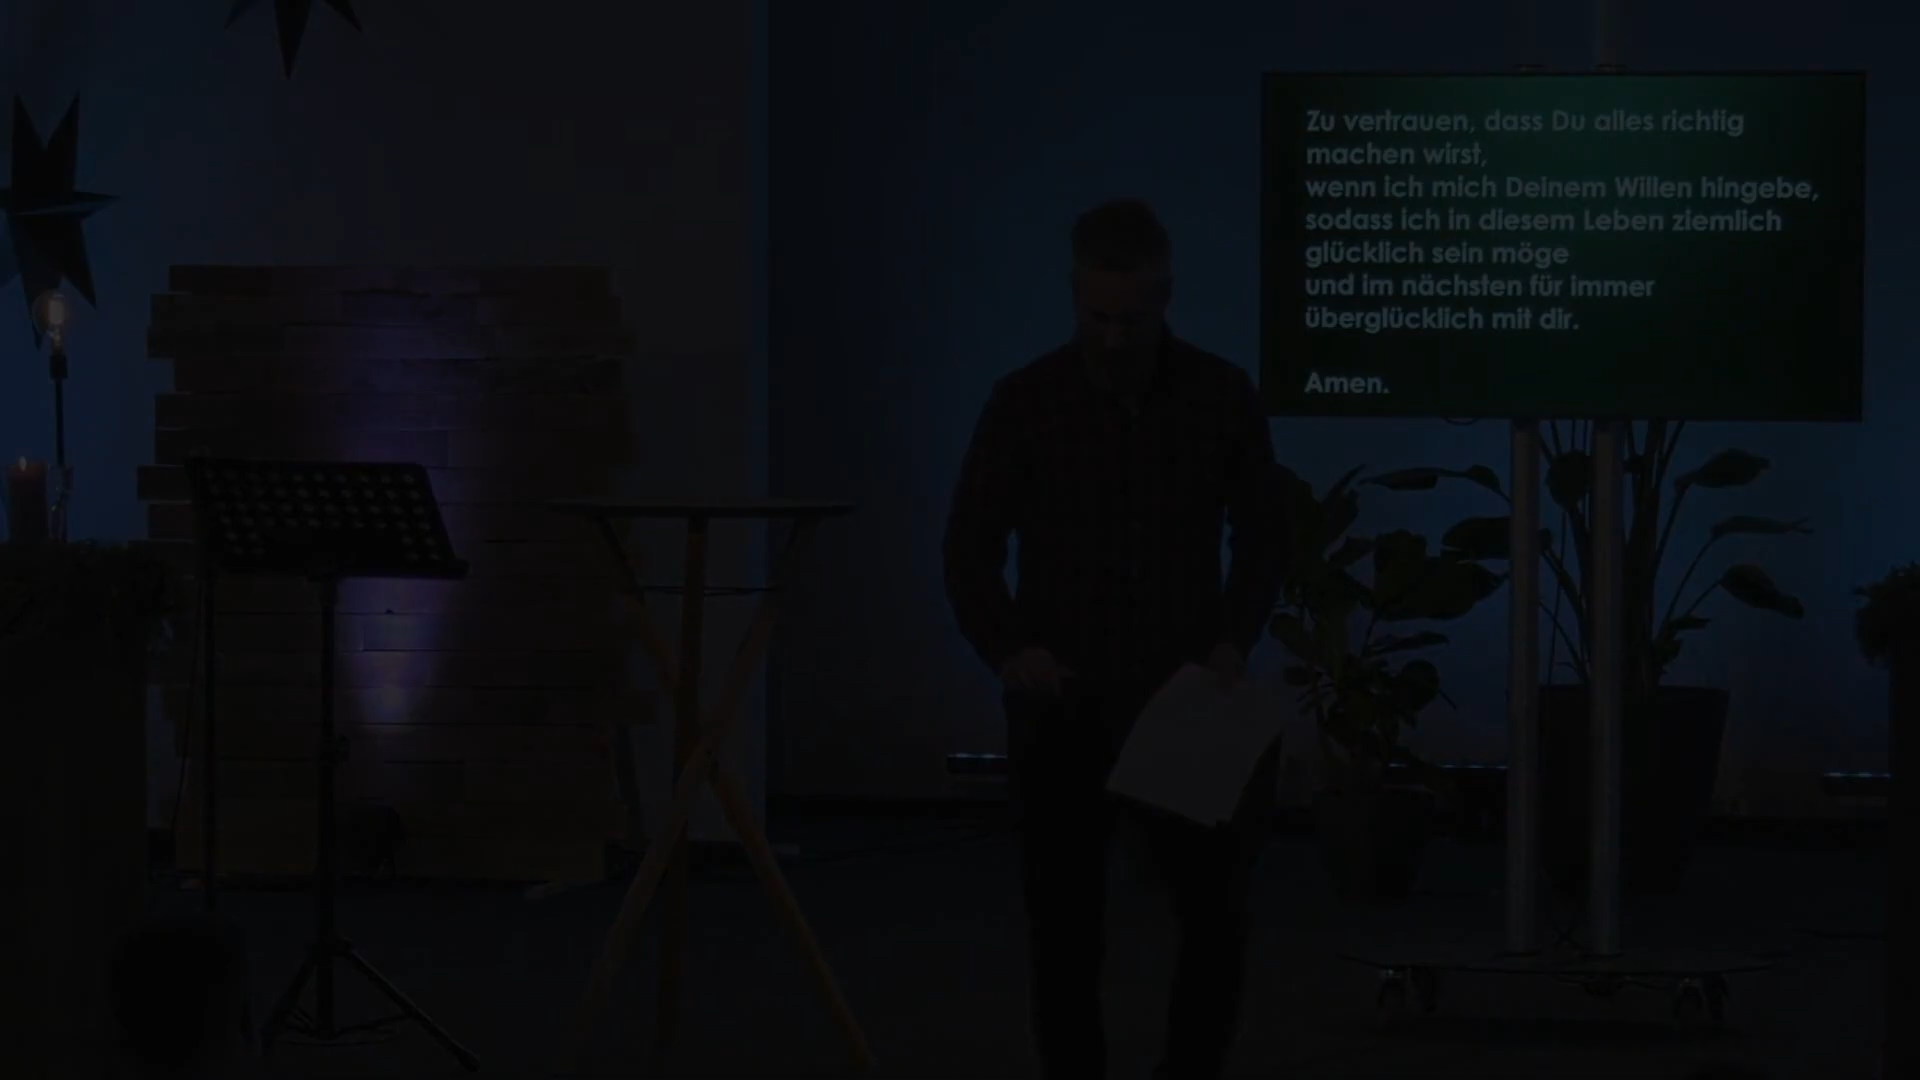 Zu vertrauen, dass Du alles richtig
machen wirst,
wenn ich mich Deinem Willen hingebe,
sodass ich in diesem Leben ziemlich
glücklich sein möge
und im nächsten für immer
überglücklich mit dir.
Amen.